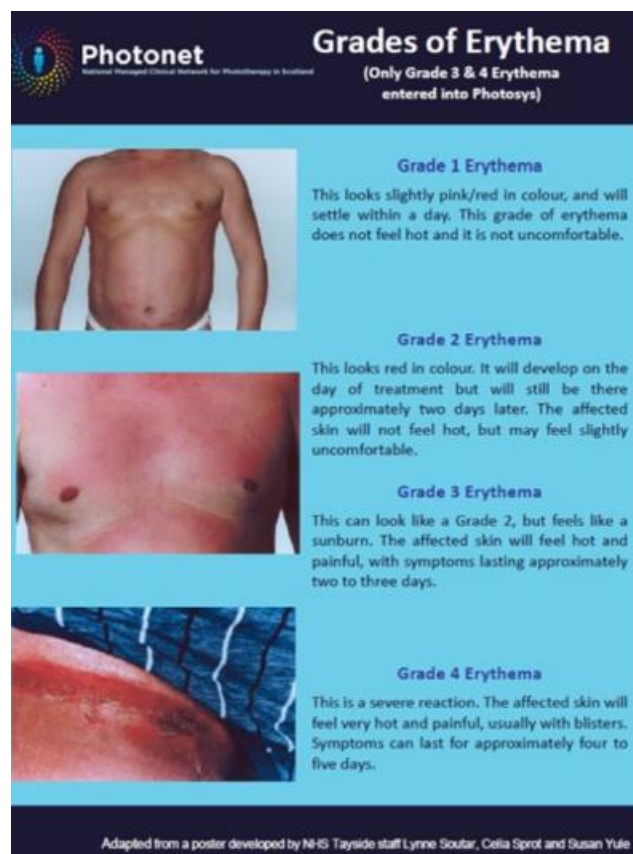 Photonet
National Managed Clinical Network for Phototherapy in Scotland
Grades of Erythema
(Only Grade 3 & 4 Erythema
entered into Photosys)
Grade 1 Erythema
This looks slightly pink/red in colour, and will
settle within a day. This grade of erythema
does not feel hot and it is not uncomfortable.
Grade 2 Erythema
This looks red in colour. It will develop on the
day of treatment but will still be there
approximately two days later. The affected
skin will not feel hot, but may feel slightly
uncomfortable.
Grade 3 Erythema
This can look like a Grade 2, but feels like a
sunburn. The affected skin will feel hot and
painful, with symptoms lasting approximately
two to three days.
Grade 4 Erythema
This is a severe reaction. The affected skin will
feel very hot and painful, usually with blisters.
Symptoms can last for approximately four to
five days.
Adapted from a poster developed by NHS Tayside staff Lynne Soutar, Celia Sprot and Susan Yule